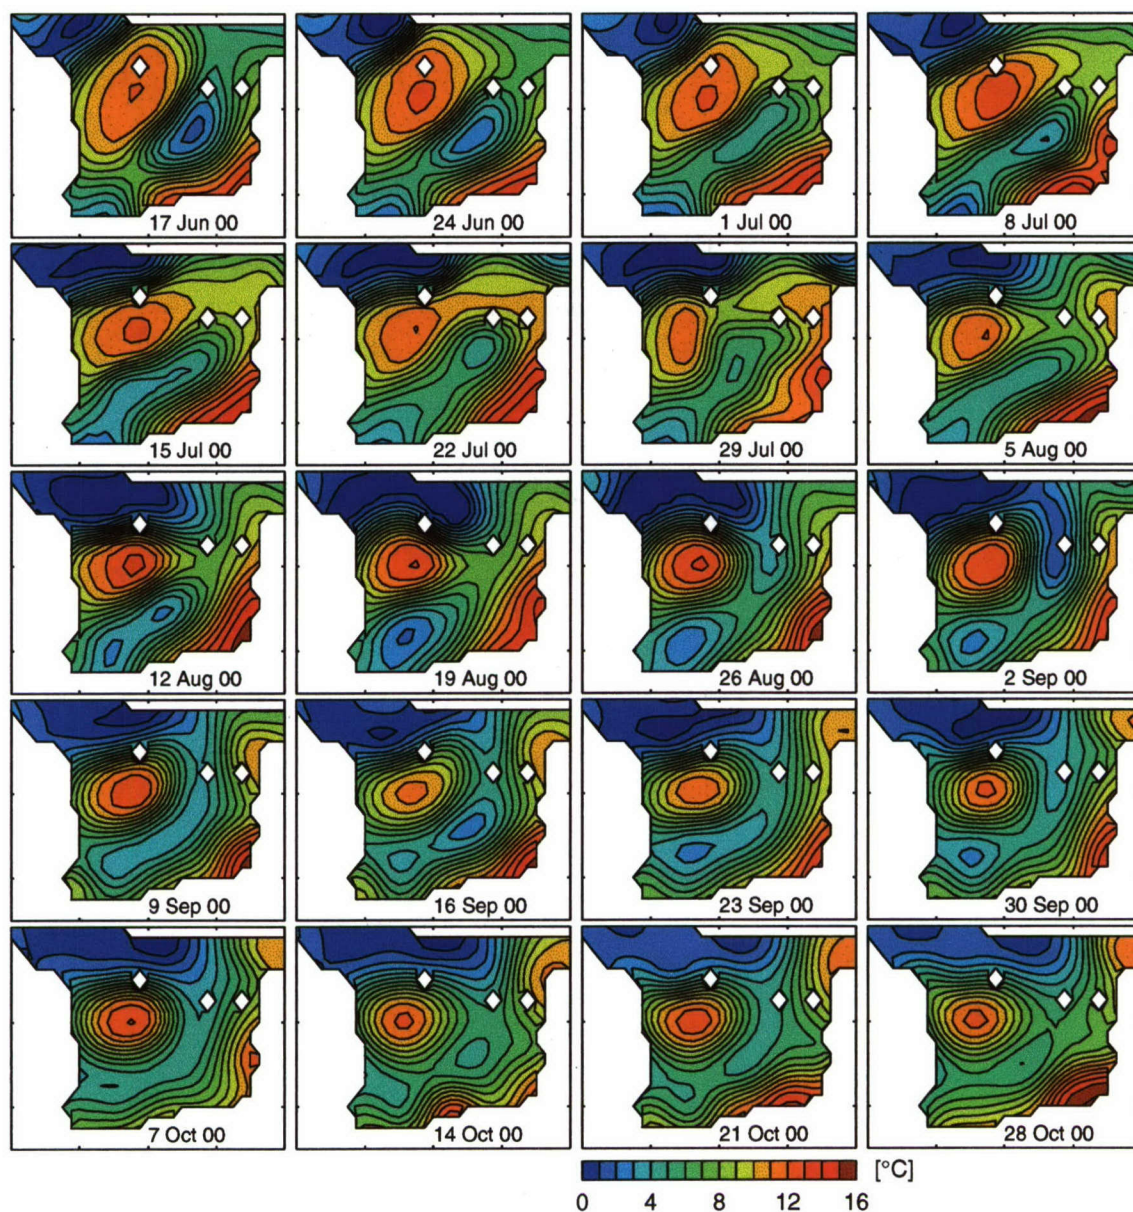 17 Jun 00
24 Jun 00
1 Jul 00
8 Jul 00
15 Jul 00
22 Jul 00
29 Jul 00
5 Aug 00
12 Aug 00
19 Aug 00
26 Aug 00
2 Sep 00
9 Sep 00
16 Sep 00
23 Sep 00
30 Sep 00
7 Oct 00
14 Oct 00
21 Oct 00
28 Oct 00
[°C]
0 4 8 12 16